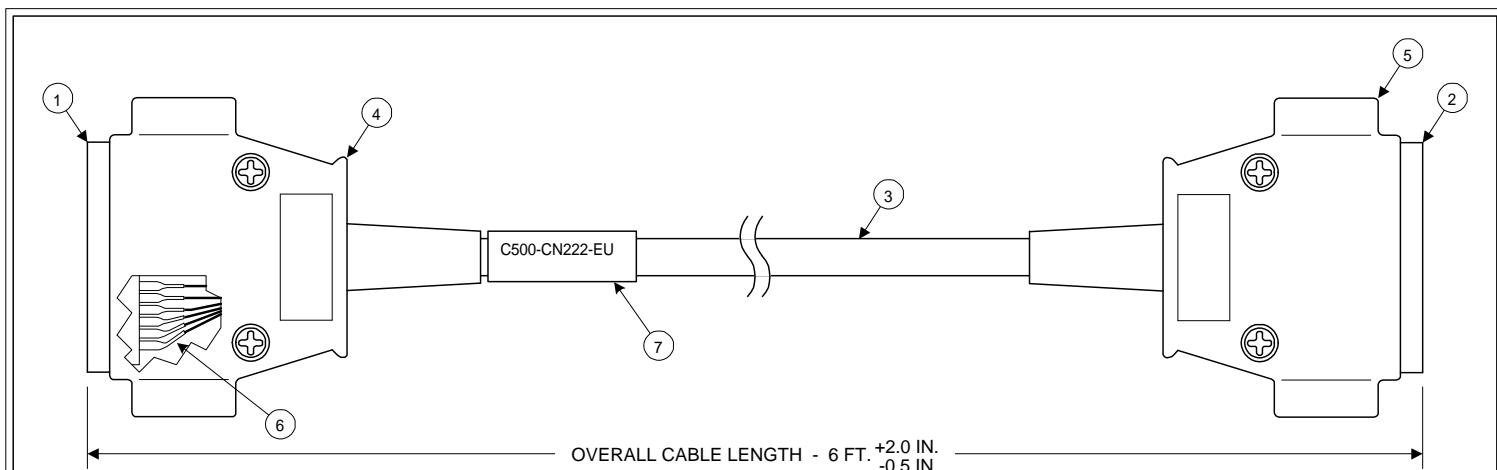 1
5
2
4
3
C500-CN222-EU
7
6
OVERALL CABLE LENGTH - 6 FT. +2.0 IN.
-0.5 IN.